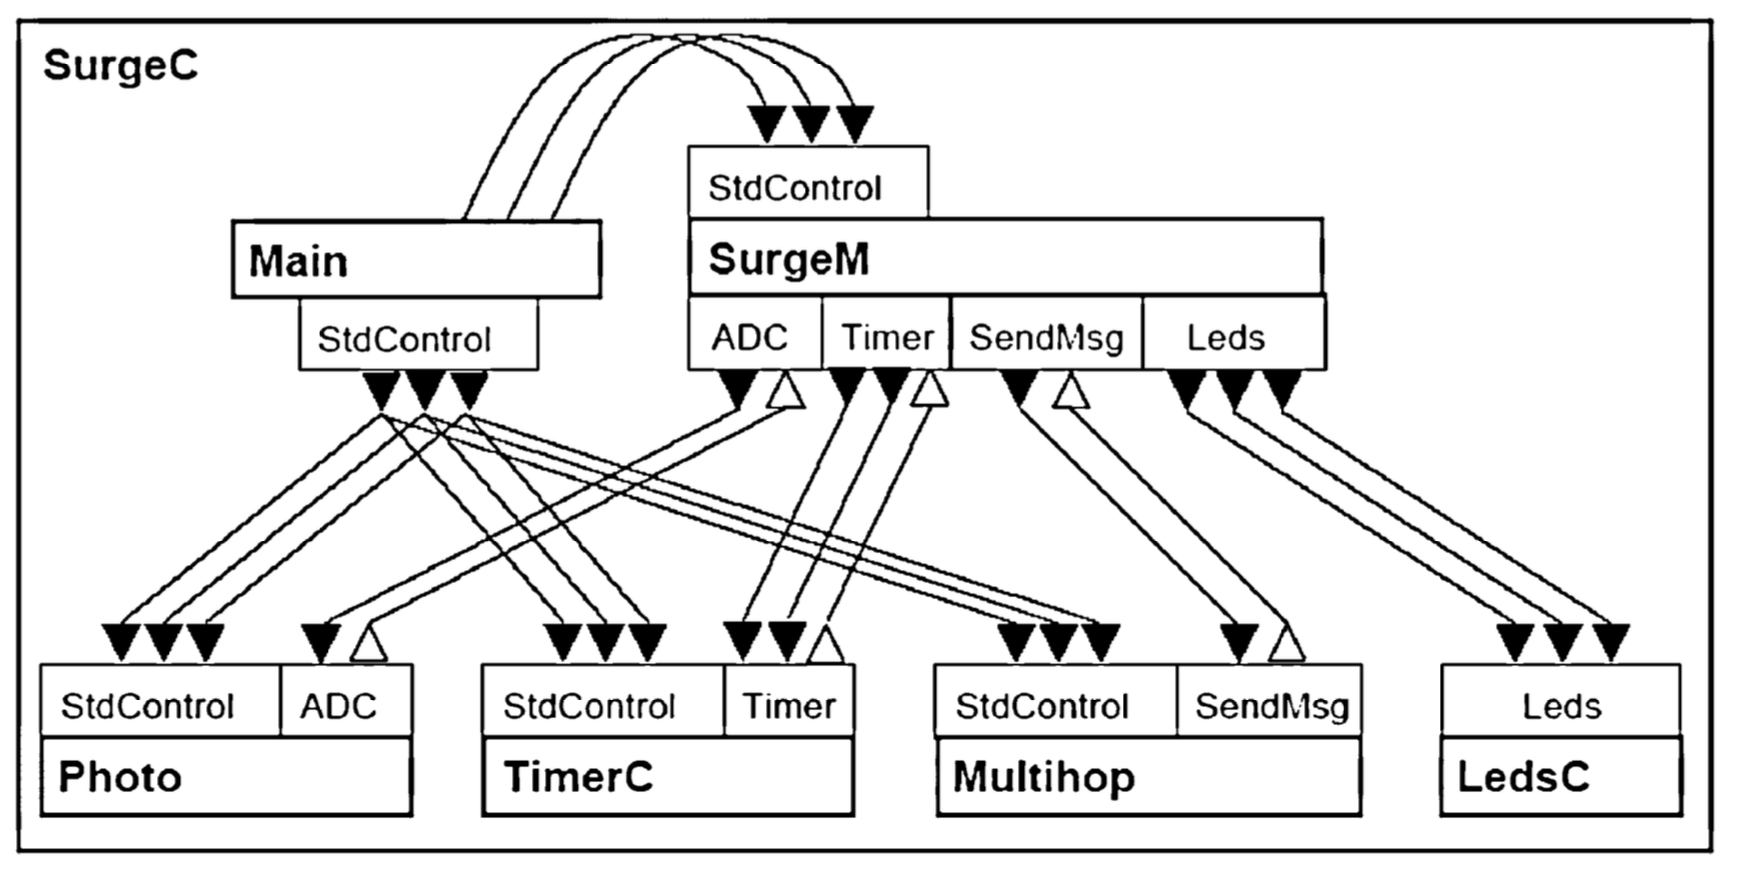 SurgeC
StdControl
Main
SurgeM
StdControl
ADC Timer SendMsg Leds
StdControl ADC StdControl Timer StdControl SendMsg Leds
Photo TimerC Multihop LedsC